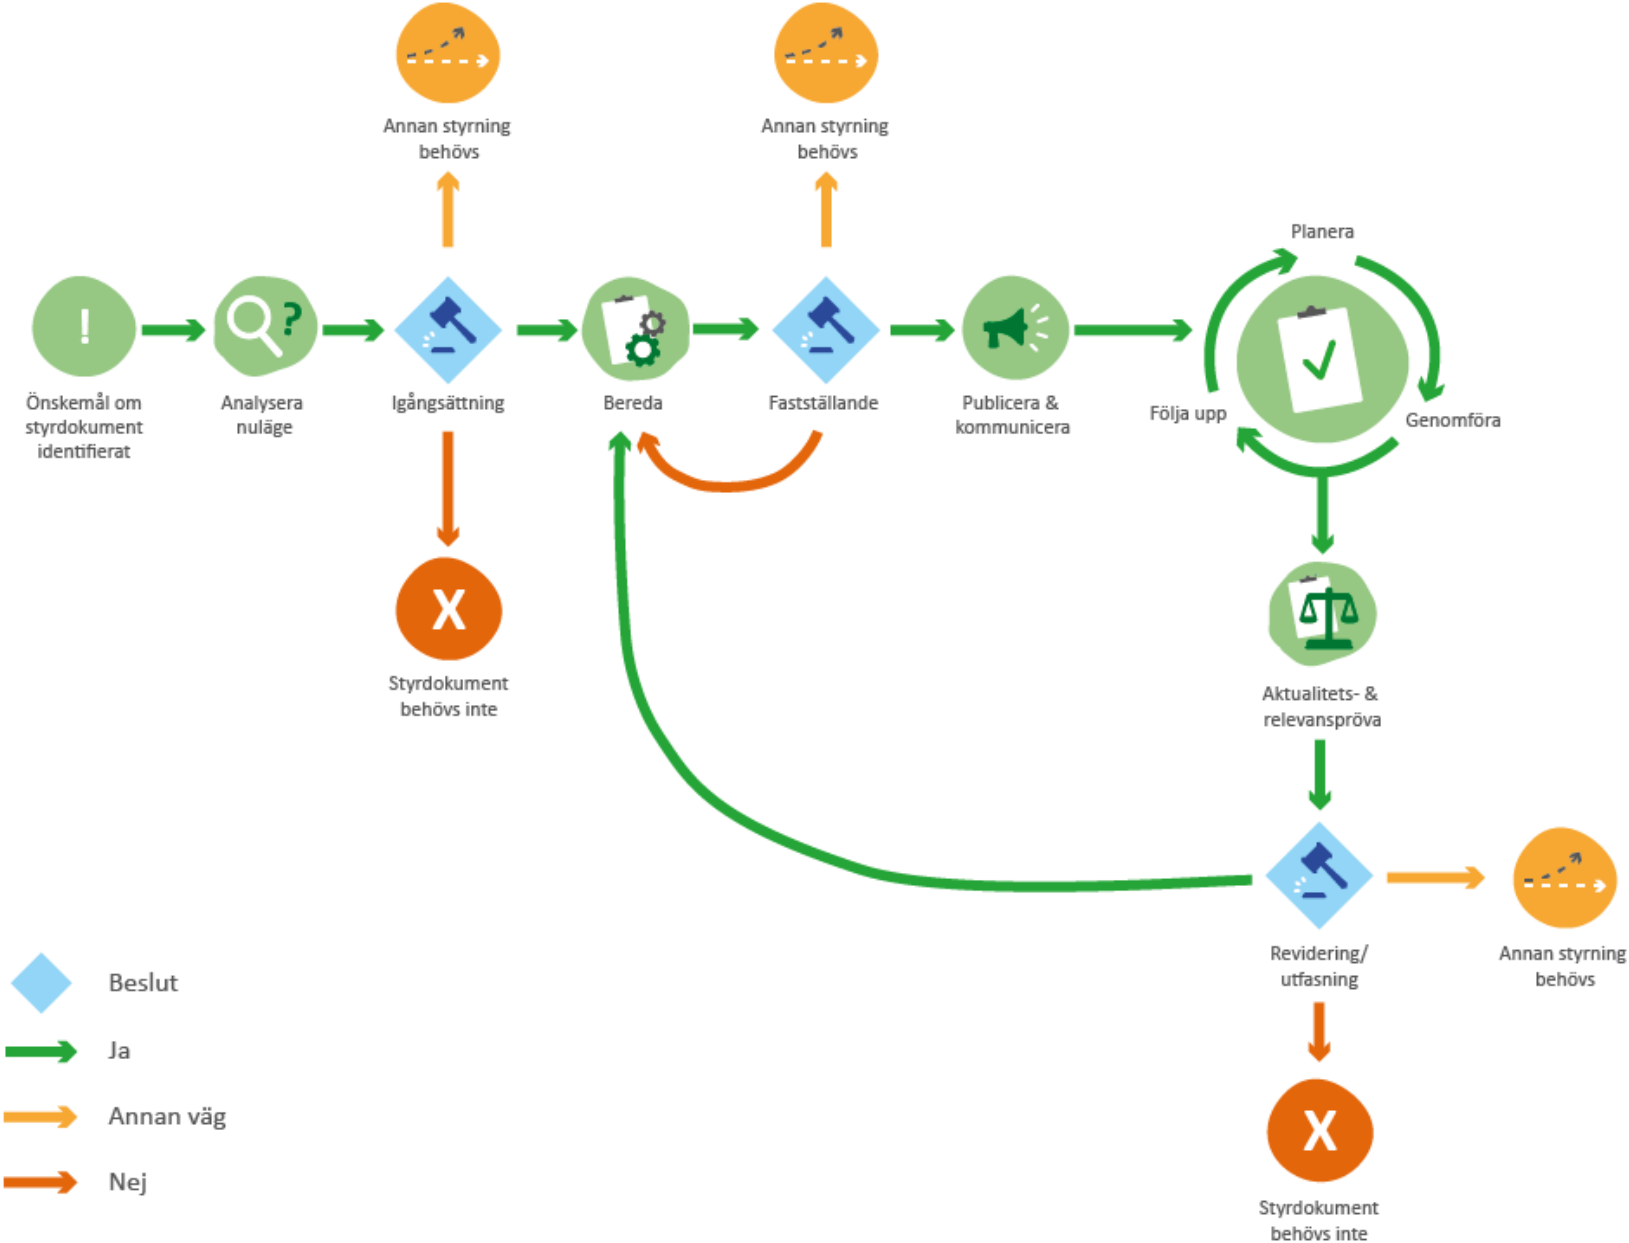 Annan styrning
behövs
Annan styrning
behövs
Planera
!
?
Önskemål om
styrdokument
identifierat
Analysera
nuläge
Igångsättning
Bereda
Fastställande
Publicera &
kommunicera
Följa upp
Genomföra
X
Styrdokument
behövs inte
Aktualitets- &
relevanspröva
Revidering/
utfasning
Annan styrning
behövs
X
Styrdokument
behövs inte
Beslut
Ja
Annan väg
Nej